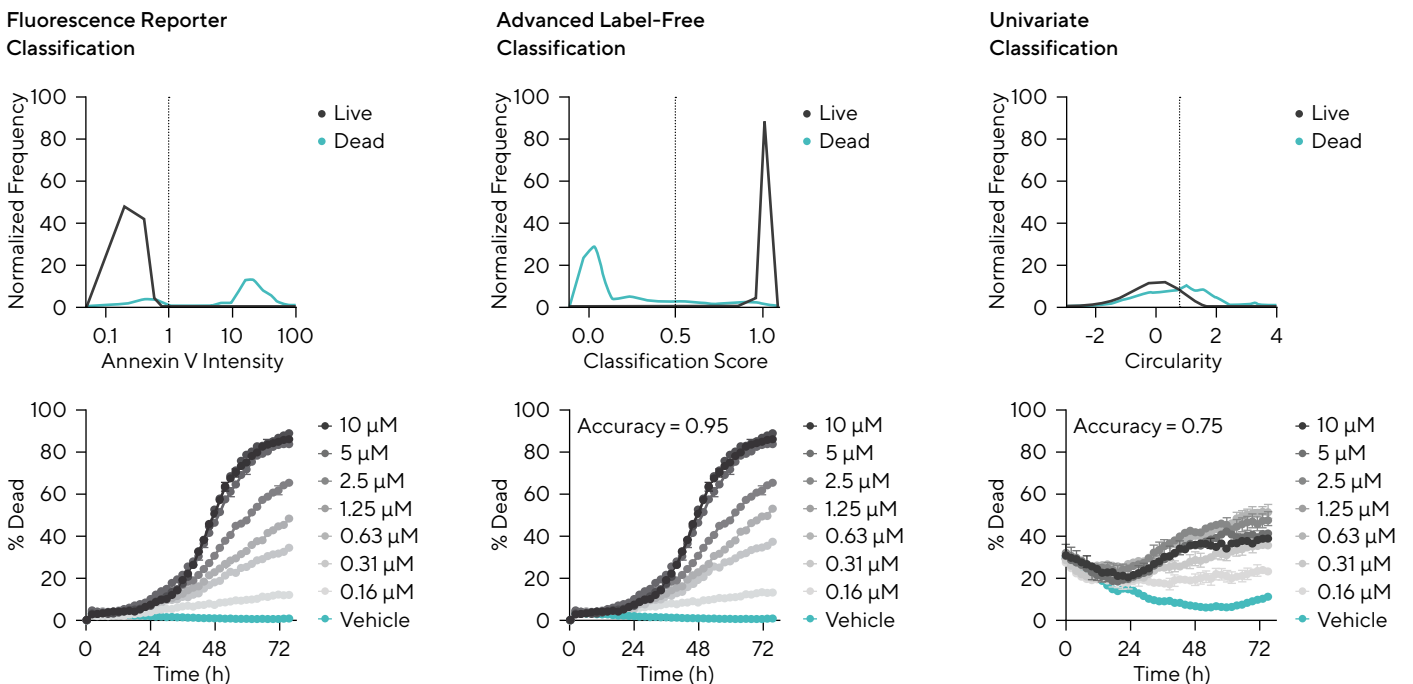 Fluorescence Reporter
Classification
Normalized Frequency
100
80
60
40
20
0
0.1 1 10 100
Annexin V Intensity
Live
Dead
Advanced Label-Free
Classification
Normalized Frequency
100
80
60
40
20
0
0.0 0.5 1.0
Classification Score
Live
Dead
Univariate
Classification
Normalized Frequency
100
80
60
40
20
0
-2 0 2 4
Circularity
Live
Dead
% Dead
100
80
60
40
20
0
0 24 48 72
Time (h)
10 µM
5 µM
2.5 µM
1.25 µM
0.63 µM
0.31 µM
0.16 µM
Vehicle
% Dead
100
80
60
40
20
0
Accuracy = 0.95
0 24 48 72
Time (h)
10 µM
5 µM
2.5 µM
1.25 µM
0.63 µM
0.31 µM
0.16 µM
Vehicle
% Dead
100
80
60
40
20
0
Accuracy = 0.75
0 24 48 72
Time (h)
10 µM
5 µM
2.5 µM
1.25 µM
0.63 µM
0.31 µM
0.16 µM
Vehicle